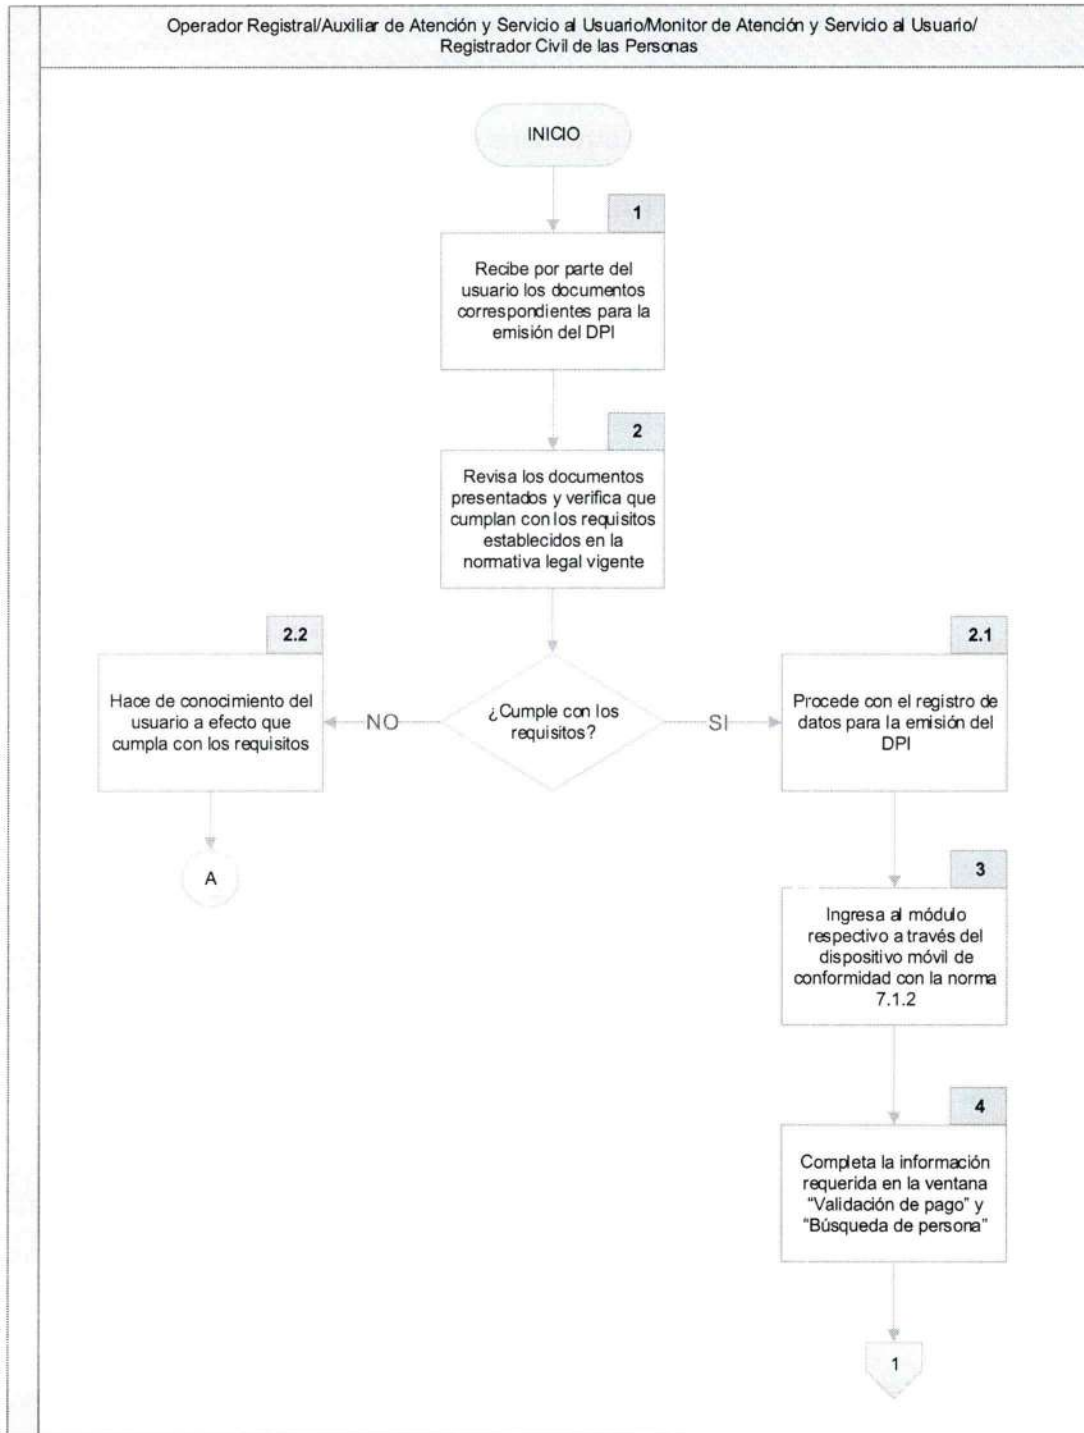 Operador Registral/Auxiliar de Atención y Servicio al Usuario/Monitor de Atención y Servicio al Usuario/
Registrador Civil de las Personas
INICIO
1
Recibe por parte del
usuario los documentos
correspondientes para la
emisión del DPI
2
Revisa los documentos
presentados y verifica que
cumplan con los requisitos
establecidos en la
normativa legal vigente
¿Cumple con los
requisitos?
NO
2.2
Hace de conocimiento del
usuario a efecto que
cumpla con los requisitos
A
SI
2.1
Procede con el registro de
datos para la emisión del
DPI
3
Ingresa al módulo
respectivo a través del
dispositivo móvil de
conformidad con la norma
7.1.2
4
Completa la información
requerida en la ventana
“Validación de pago” y
“Búsqueda de persona”
1